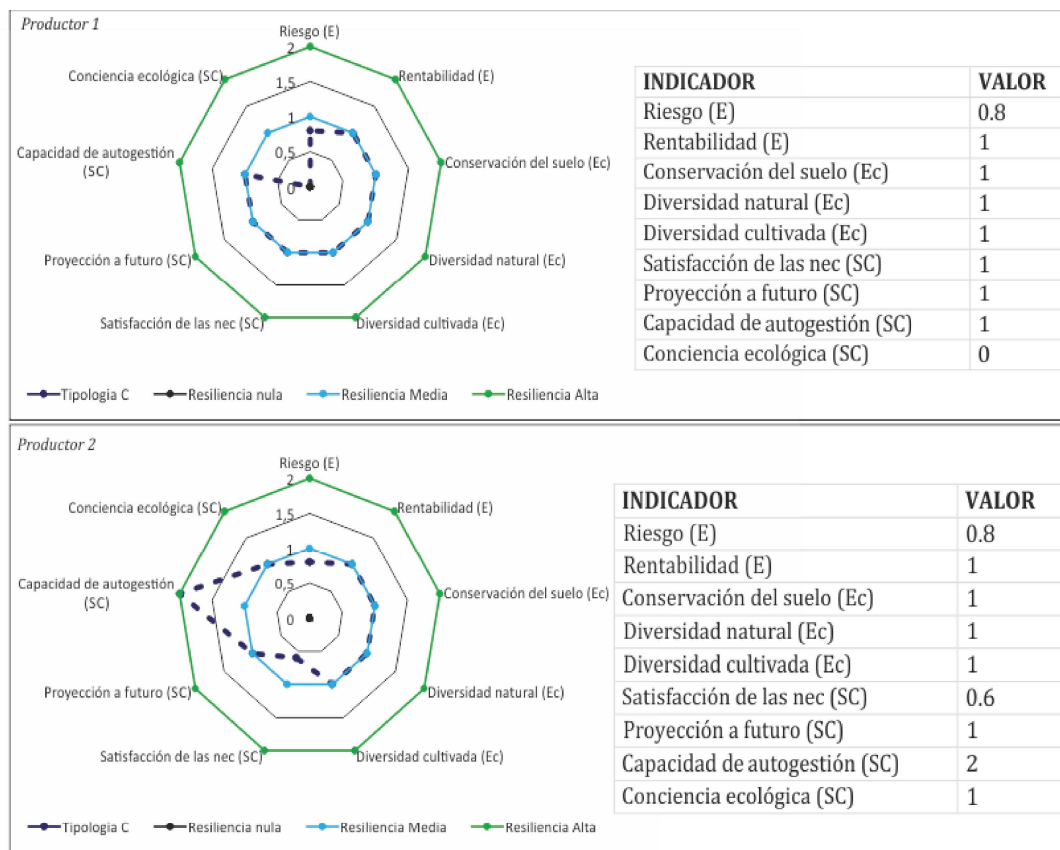 Productor 1
Riesgo (E)
2
Conciencia ecológica (SC)
Rentabilidad (E)
1,5
1
Capacidad de autogestión
(SC)
0,5
Conservación del suelo (Ec)
0
Proyección a futuro (SC)
Diversidad natural (Ec)
Satisfacción de las nec (SC)
Diversidad cultivada (Ec)
Tipologia C
Resiliencia nula
Resiliencia Media
Resiliencia Alta
INDICADOR VALOR
Riesgo (E) 0.8
Rentabilidad (E) 1
Conservación del suelo (Ec) 1
Diversidad natural (Ec) 1
Diversidad cultivada (Ec) 1
Satisfacción de las nec (SC) 1
Proyección a futuro (SC) 1
Capacidad de autogestión (SC) 1
Conciencia ecológica (SC) 0
Productor 2
Riesgo (E)
2
Conciencia ecológica (SC)
Rentabilidad (E)
1,5
1
Capacidad de autogestión
(SC)
0,5
Conservación del suelo (Ec)
0
Proyección a futuro (SC)
Diversidad natural (Ec)
Satisfacción de las nec (SC)
Diversidad cultivada (Ec)
Tipologia C
Resiliencia nula
Resiliencia Media
Resiliencia Alta
INDICADOR VALOR
Riesgo (E) 0.8
Rentabilidad (E) 1
Conservación del suelo (Ec) 1
Diversidad natural (Ec) 1
Diversidad cultivada (Ec) 1
Satisfacción de las nec (SC) 0.6
Proyección a futuro (SC) 1
Capacidad de autogestión (SC) 2
Conciencia ecológica (SC) 1